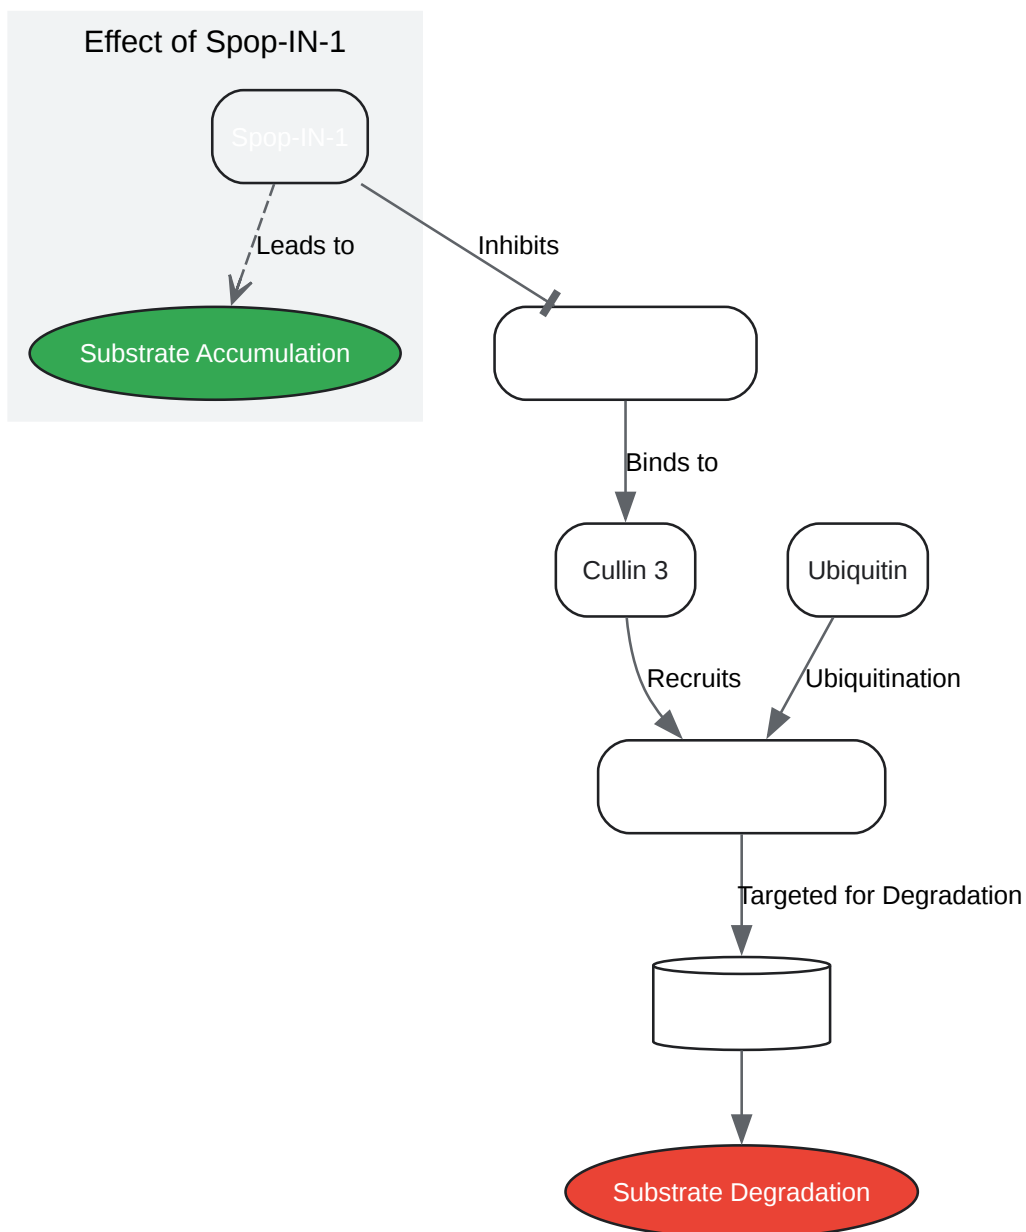 Effect of Spop-IN-1
Spop-IN-1
Leads to
Inhibits
Substrate Accumulation
Binds to
Cullin 3
Ubiquitin
Recruits
Ubiquitination
Targeted for Degradation
Substrate Degradation